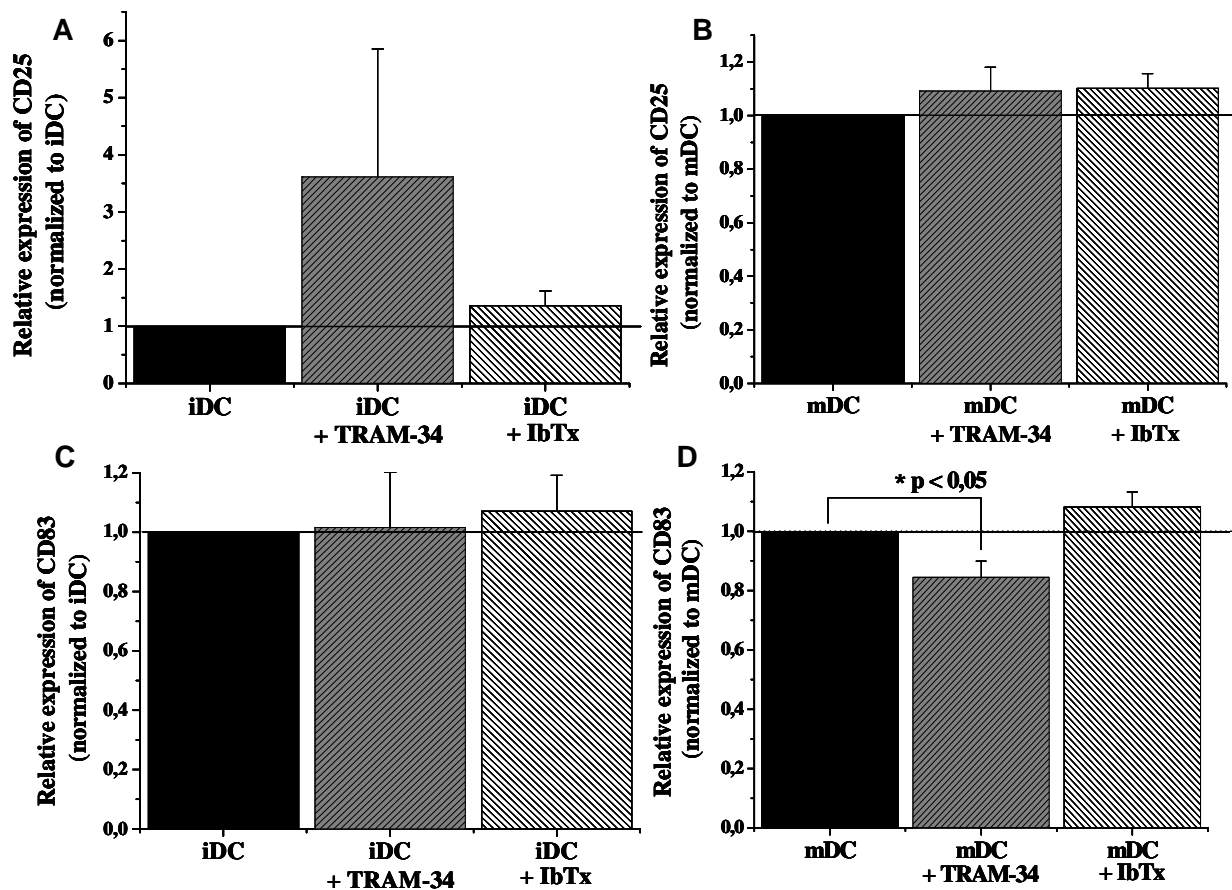 A
Relative expression of CD25
(normalized to iDC)
6
5
4
3
2
1
0
iDC
iDC
+ TRAM-34
iDC
+ IbTx
B
Relative expression of CD25
(normalized to mDC)
1,2
1,0
0,8
0,6
0,4
0,2
0,0
mDC
mDC
+ TRAM-34
mDC
+ IbTx
C
Relative expression of CD83
(normalized to iDC)
1,2
1,0
0,8
0,6
0,4
0,2
0,0
iDC
iDC
+ TRAM-34
iDC
+ IbTx
D
Relative expression of CD83
(normalized to mDC)
1,2
1,0
0,8
0,6
0,4
0,2
0,0
* p < 0,05
mDC
mDC
+ TRAM-34
mDC
+ IbTx